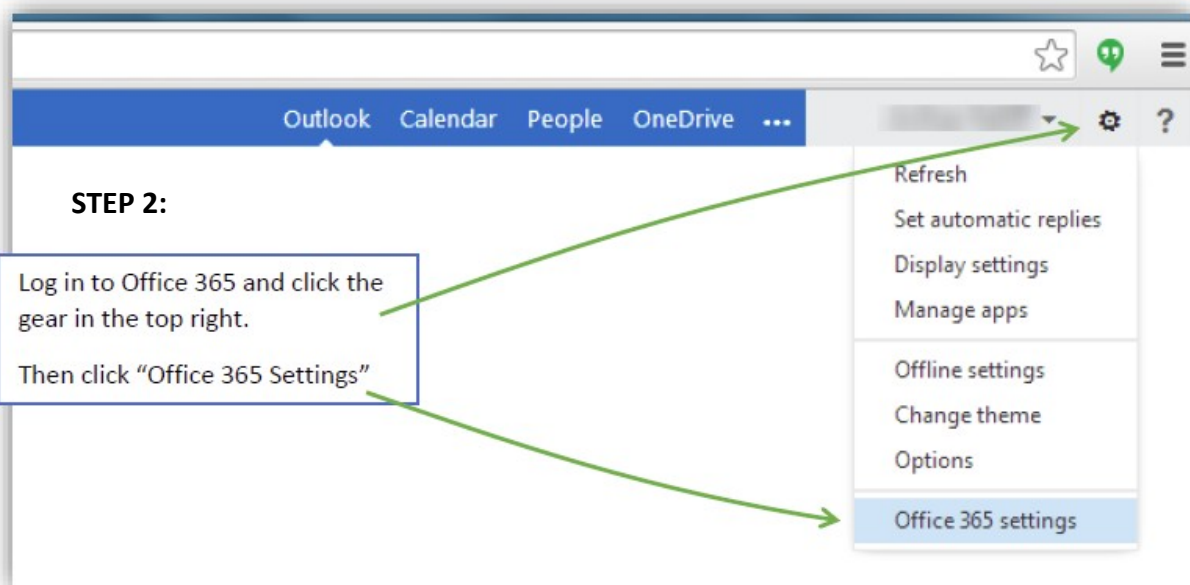 Outlook Calendar People OneDrive ...
?
STEP 2:
Log in to Office 365 and click the
gear in the top right.
Then click “Office 365 Settings”
Refresh
Set automatic replies
Display settings
Manage apps
Offline settings
Change theme
Options
Office 365 settings